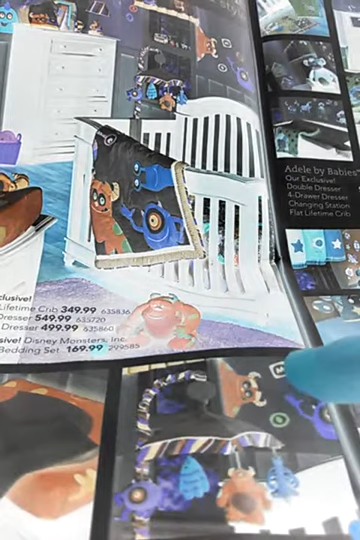 Adele by Babies
Our Exclusive!
Double Dresser
4-Drawer Dresser
Changing Station
Flat Lifetime Crib
clusive!
Lifetime Crib 349.99 635836
Dresser 549.99 635720
Dresser 499.99 635860
sive! Disney Monsters, Inc.
Bedding Set 169.99 299585